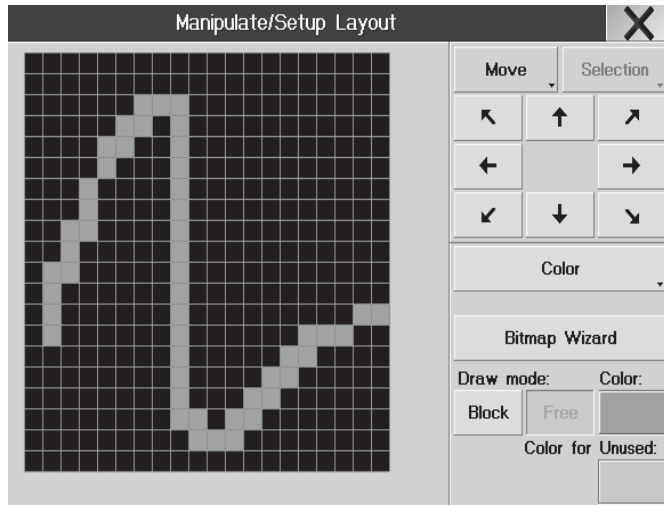 Manipulate/Setup Layout
Move Selection
Color
Bitmap Wizard
Draw mode: Color:
Block Free
Color for Unused: